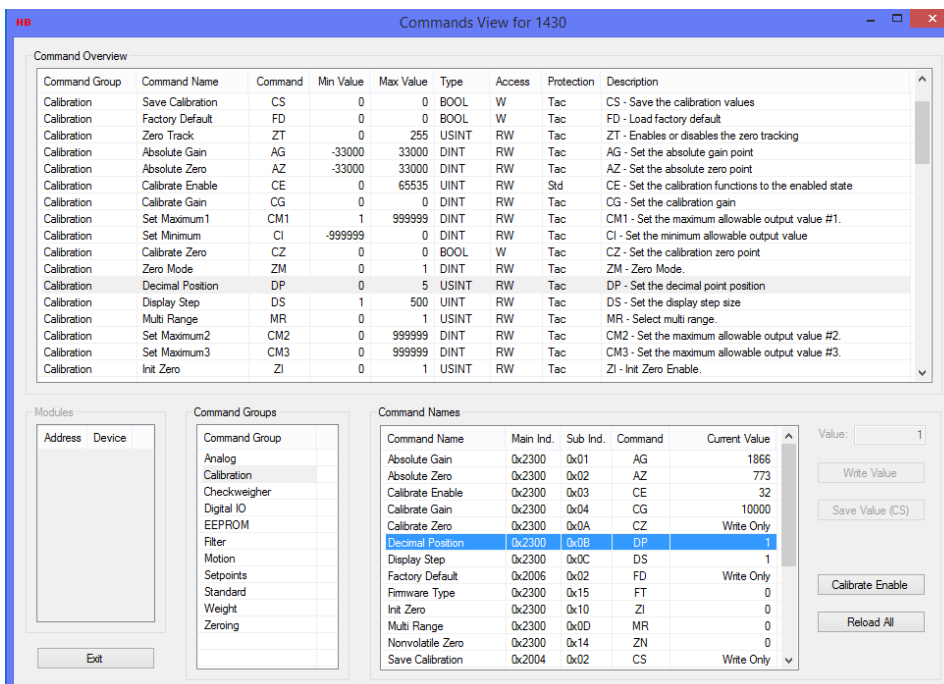 HB Commands View for 1430
Command Overview
Command Group Command Name Command Min Value Max Value Type Access Protection Description
Calibration Save Calibration CS 0 0 BOOL W Tac CS - Save the calibration values
Calibration Factory Default FD 0 0 BOOL W Tac FD - Load factory default
Calibration Zero Track ZT 0 255 USINT RW Tac ZT - Enables or disables the zero tracking
Calibration Absolute Gain AG -33000 33000 DINT RW Tac AG - Set the absolute gain point
Calibration Absolute Zero AZ -33000 33000 DINT RW Tac AZ - Set the absolute zero point
Calibration Calibrate Enable CE 0 65535 UINT RW Std CE - Set the calibration functions to the enabled state
Calibration Calibrate Gain CG 0 0 DINT RW Tac CG - Set the calibration gain
Calibration Set Maximum1 CM1 1 999999 DINT RW Tac CM1 - Set the maximum allowable output value #1.
Calibration Set Minimum CI -999999 0 DINT RW Tac CI - Set the minimum allowable output value
Calibration Calibrate Zero CZ 0 0 BOOL W Tac CZ - Set the calibration zero point
Calibration Zero Mode ZM 0 1 DINT RW Tac ZM - Zero Mode.
Calibration Decimal Position DP 0 5 USINT RW Tac DP - Set the decimal point position
Calibration Display Step DS 1 500 UINT RW Tac DS - Set the display step size
Calibration Multi Range MR 0 1 USINT RW Tac MR - Select multi range.
Calibration Set Maximum2 CM2 0 999999 DINT RW Tac CM2 - Set the maximum allowable output value #2.
Calibration Set Maximum3 CM3 0 999999 DINT RW Tac CM3 - Set the maximum allowable output value #3.
Calibration Init Zero ZI 0 1 USINT RW Tac ZI - Init Zero Enable.
Modules
Address Device
Exit
Command Groups
Command Group
Analog
Calibration
Checkweigher
Digital IO
EEPROM
Filter
Motion
Setpoints
Standard
Weight
Zeroing
Command Names
Command Name Main Ind. Sub Ind. Command Current Value
Absolute Gain 0x2300 0x01 AG 1866
Absolute Zero 0x2300 0x02 AZ 773
Calibrate Enable 0x2300 0x03 CE 32
Calibrate Gain 0x2300 0x04 CG 10000
Calibrate Zero 0x2300 0x0A CZ Write Only
Decimal Position 0x2300 0x0B DP 1
Display Step 0x2300 0x0C DS 1
Factory Default 0x2006 0x02 FD Write Only
Firmware Type 0x2300 0x15 FT 0
Init Zero 0x2300 0x10 ZI 0
Multi Range 0x2300 0x0D MR 0
Nonvolatile Zero 0x2300 0x14 ZN 0
Save Calibration 0x2004 0x02 CS Write Only
Value: 1
Write Value
Save Value (CS)
Calibrate Enable
Reload All